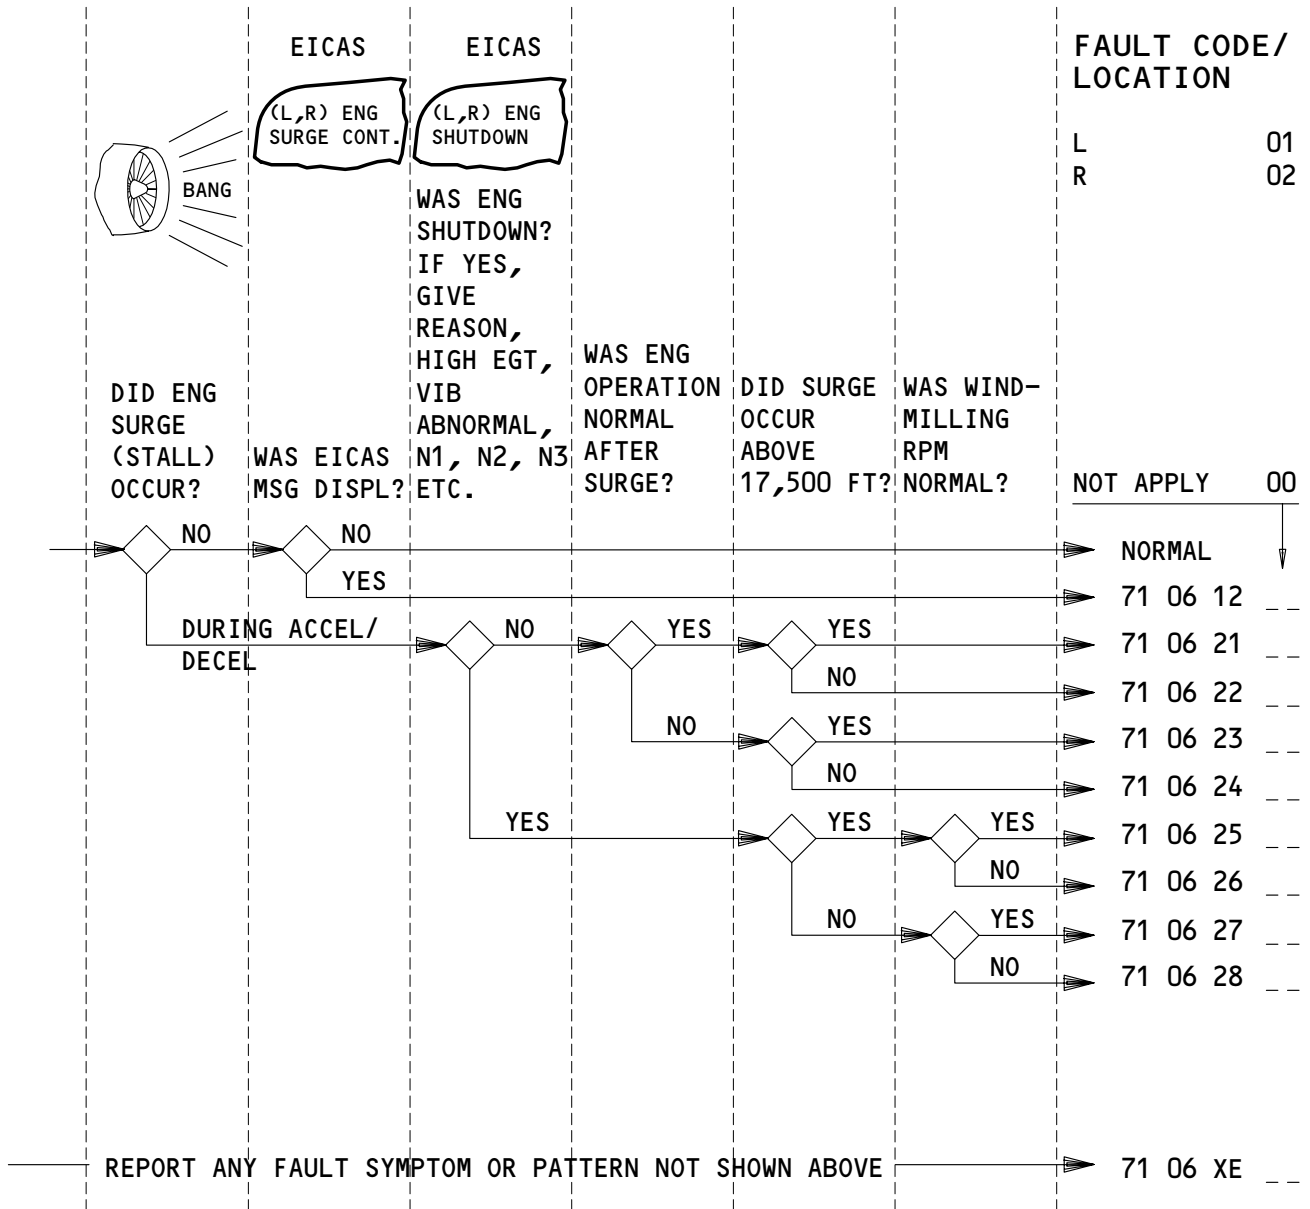 EICAS
EICAS
FAULT CODE/
LOCATION
(L,R) ENG
SURGE CONT.
(L,R) ENG
SHUTDOWN
L 01
R 02
BANG
DID ENG
SURGE
(STALL)
OCCUR?
WAS EICAS
MSG DISPL?
WAS ENG
SHUTDOWN?
IF YES,
GIVE
REASON,
HIGH EGT,
VIB
ABNORMAL,
N1, N2, N3
ETC.
WAS ENG
OPERATION
NORMAL
AFTER
SURGE?
DID SURGE
OCCUR
ABOVE
17,500 FT?
WAS WIND-
MILLING
RPM
NORMAL?
NOT APPLY 00
NO
NO
NORMAL
YES
71 06 12 _ _
DURING ACCEL/
DECEL
NO
YES
YES
71 06 21 _ _
NO
71 06 22 _ _
NO
YES
71 06 23 _ _
NO
71 06 24 _ _
YES
YES
YES
71 06 25 _ _
NO
71 06 26 _ _
NO
YES
71 06 27 _ _
NO
71 06 28 _ _
REPORT ANY FAULT SYMPTOM OR PATTERN NOT SHOWN ABOVE
71 06 XE _ _